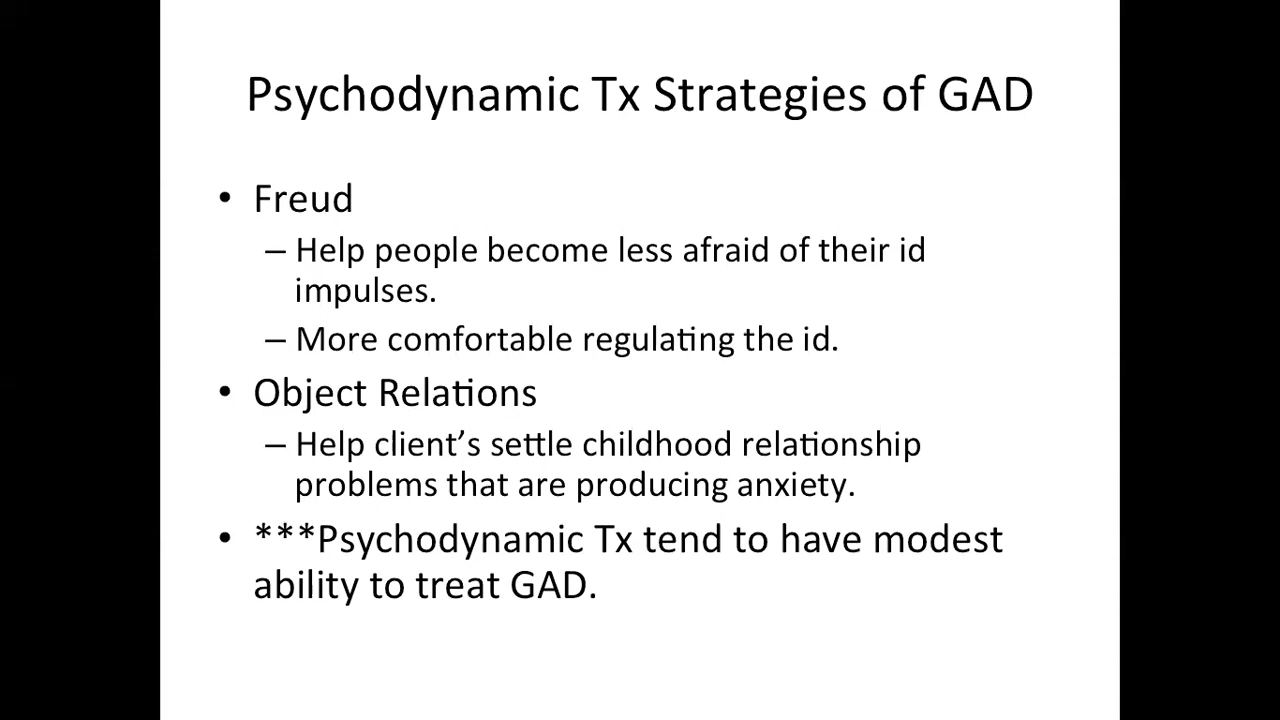 Psychodynamic Tx Strategies of GAD
• Freud
– Help people become less afraid of their id
impulses.
– More comfortable regulating the id.
• Object Relations
– Help client’s settle childhood relationship
problems that are producing anxiety.
• ***Psychodynamic Tx tend to have modest
ability to treat GAD.